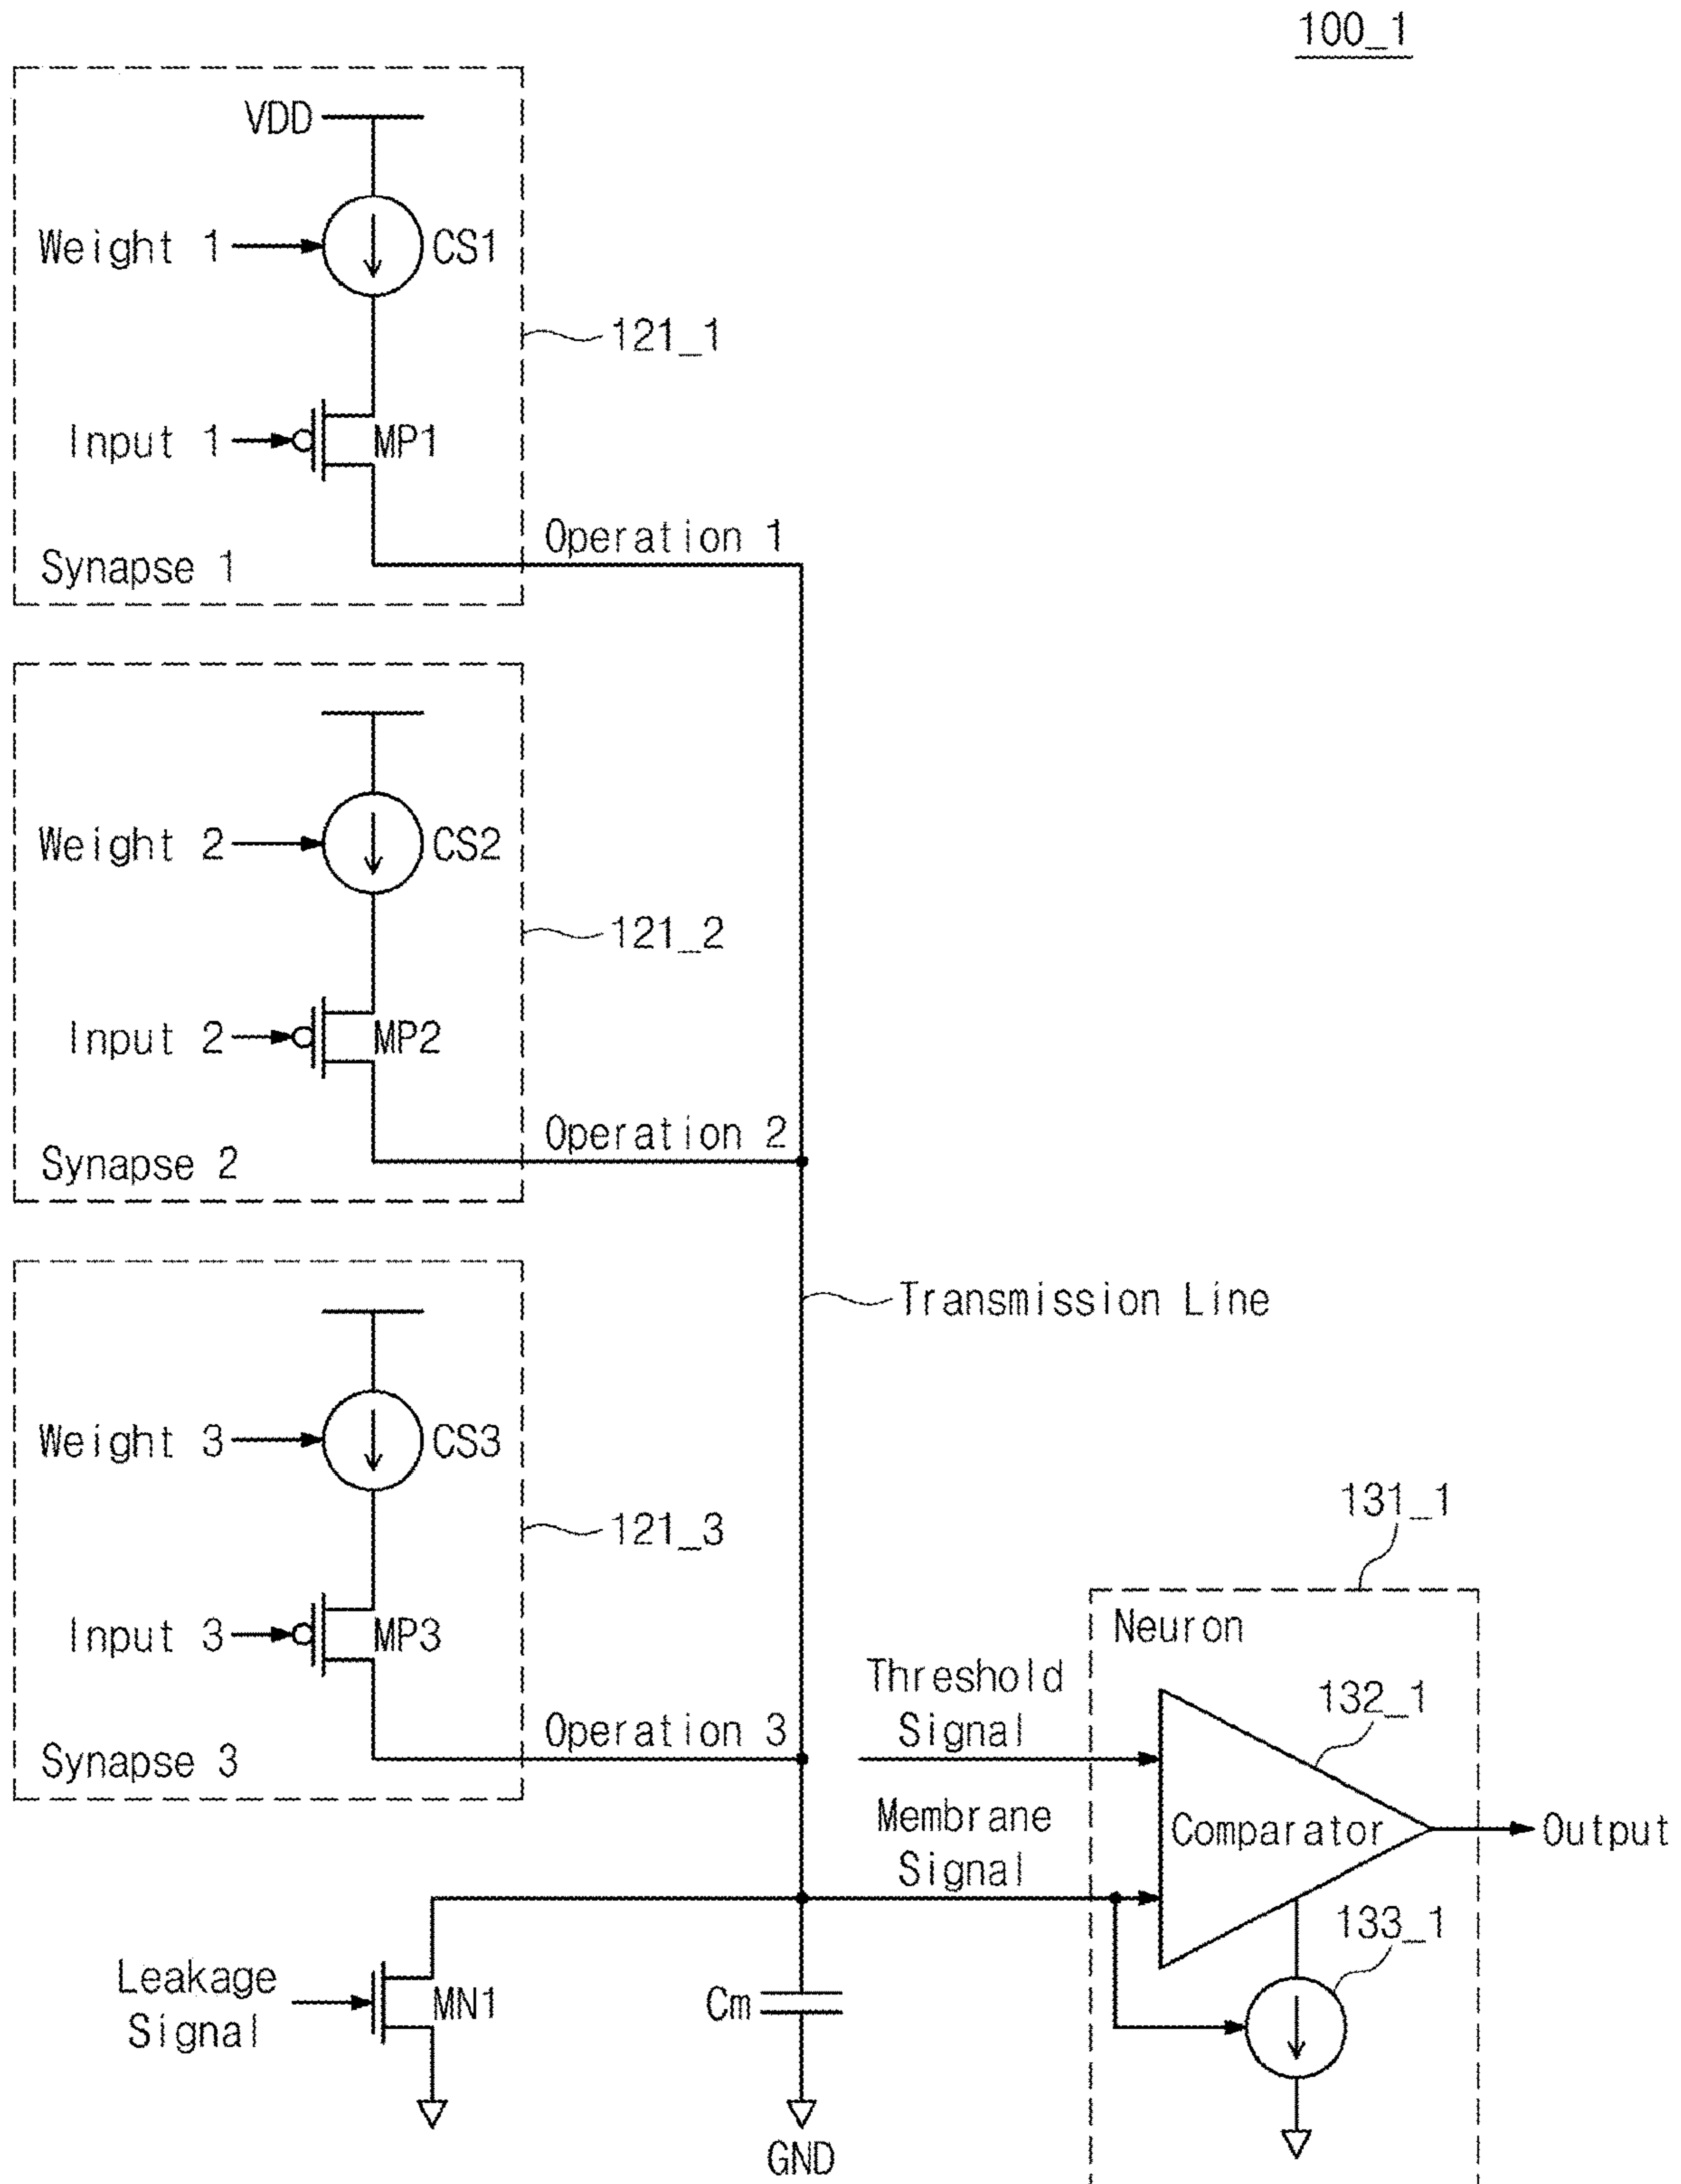 100_1
VDD
Weight 1
CS1
121_1
Input 1
MP1
Operation 1
Synapse 1
Weight 2
CS2
121_2
Input 2
MP2
Operation 2
Synapse 2
Transmission Line
Weight 3
CS3
121_3
131_1
Input 3
MP3
Neuron
Threshold
Signal
132_1
Operation 3
Synapse 3
Membrane
Signal
Comparator
Output
133_1
Leakage
Signal
MN1
Cm
GND